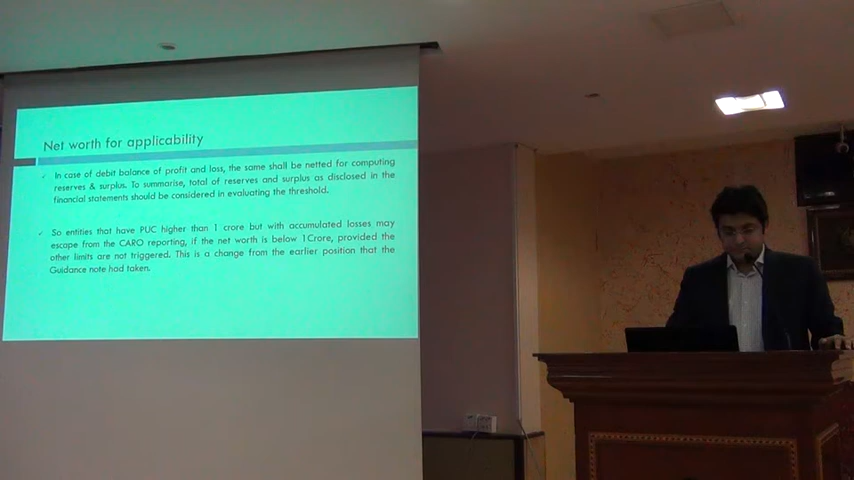 Net worth for applicability
In case of debit balance of profit and loss, the same shall be netted for computing
reserves & surplus. To summarise, total of reserves and surplus as disclosed in the
financial statements should be considered in evaluating the threshold.
So entities that have PUC higher than 1 crore but with accumulated losses may
escape from the CARO reporting, if the net worth is below 1Crore, provided the
other limits are not triggered. This is a change from the earlier position that the
Guidance note had taken.